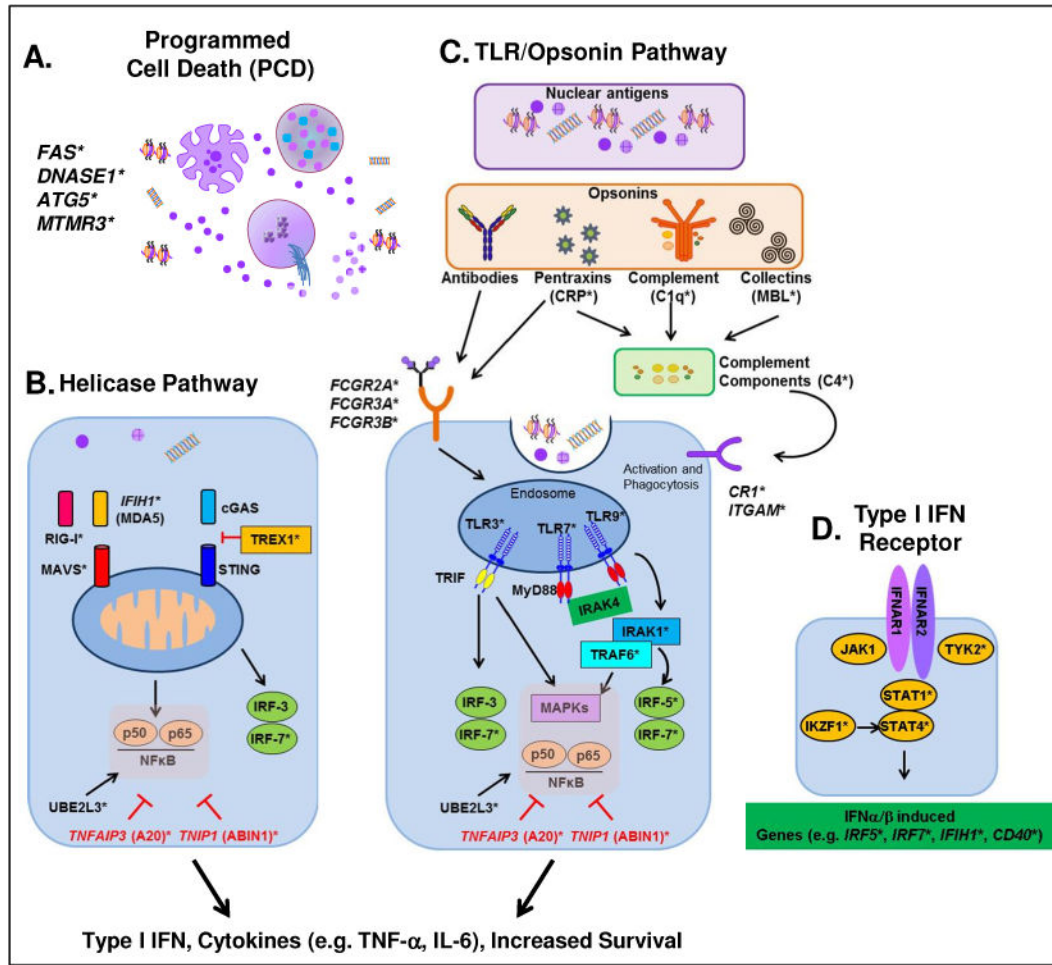 A.
Programmed
Cell Death (PCD)
FAS*
DNASE1*
ATG5*
MTMR3*
B. Helicase Pathway
IFIH1*
(MDA5)
cGAS
RIG-I*
TREX1*
MAVS*
STING
IRF-3
IRF-7*
p50 p65
NFκB
UBE2L3*
TNFAIP3 (A20)* TNIP1 (ABIN1)*
C. TLR/Opsonin Pathway
Nuclear antigens
Opsonins
Antibodies
Pentraxins
(CRP*)
Complement
(C1q*)
Collectins
(MBL*)
Complement
Components (C4*)
FCGR2A*
FCGR3A*
FCGR3B*
Activation and
Phagocytosis
CR1*
ITGAM*
Endosome
TLR3*
TLR7*
TLR9*
TRIF
MyD88
IRAK4
IRAK1*
TRAF6*
MAPKs
IRF-3
IRF-7*
IRF-5*
IRF-7*
p50 p65
NFκB
UBE2L3*
TNFAIP3 (A20)* TNIP1 (ABIN1)*
D. Type I IFN
Receptor
IFNAR1
IFNAR2
JAK1
TYK2*
STAT1*
IKZF1*
STAT4*
IFNα/β induced
Genes (e.g. IRF5*, IRF7*, IFIH1*, CD40*)
Type I IFN, Cytokines (e.g. TNF-α, IL-6), Increased Survival